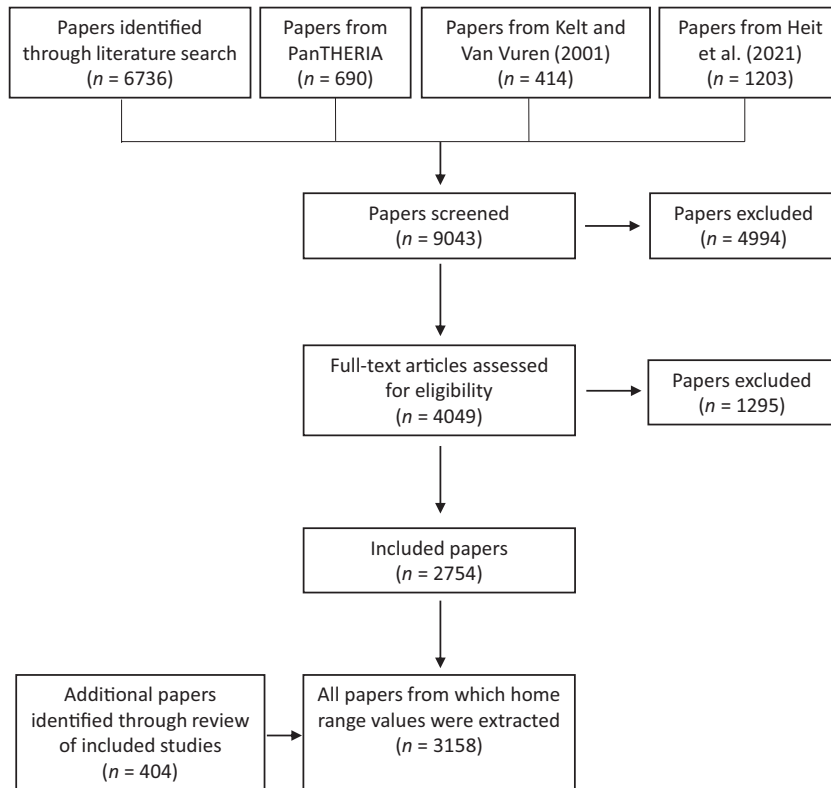 Papers identified
through literature search
(n = 6736)
Papers from
PanTHERIA
(n = 690)
Papers from Kelt and
Van Vuren (2001)
(n = 414)
Papers from Heit
et al. (2021)
(n = 1203)
Papers screened
(n = 9043)
Papers excluded
(n = 4994)
Full-text articles assessed
for eligibility
(n = 4049)
Papers excluded
(n = 1295)
Included papers
(n = 2754)
Additional papers
identified through review
of included studies
(n = 404)
All papers from which home
range values were extracted
(n = 3158)